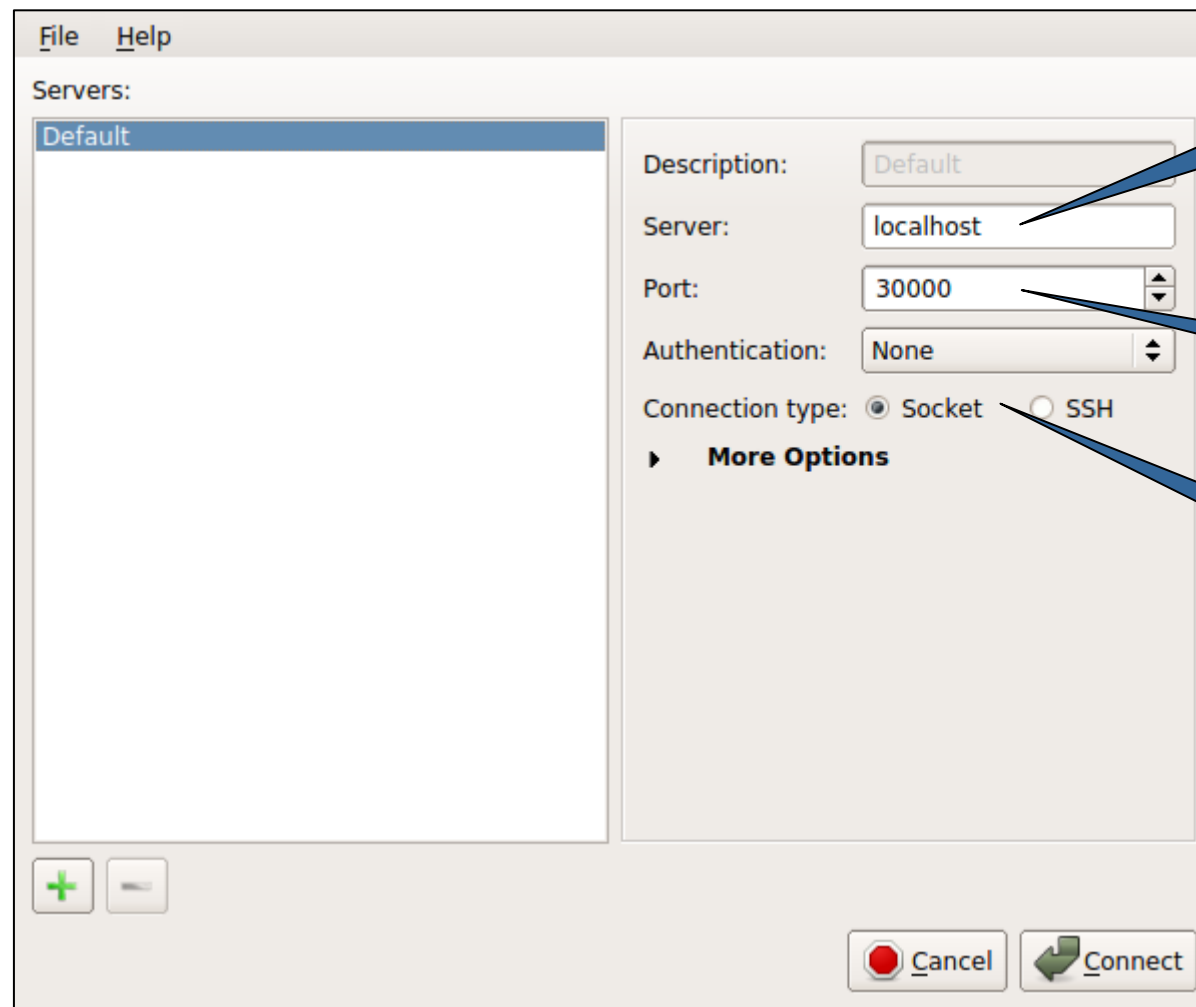 File Help
Servers:
Default
Description: Default
Server: localhost
Port: 30000
Authentication: None
Connection type: Socket SSH
More Options
Cancel Connect